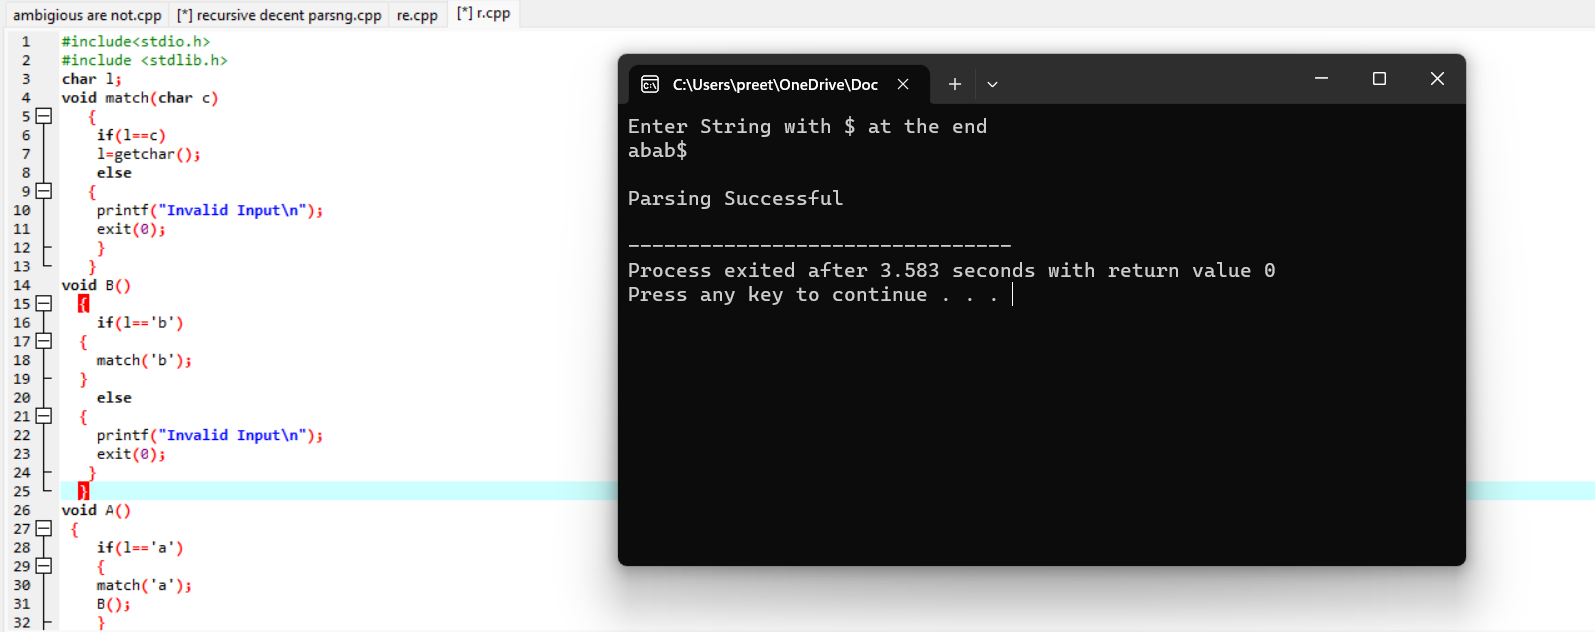 ambigious are not.cpp [*] recursive decent parsng.cpp re.cpp [*] r.cpp
1 #include<stdio.h>
2 #include <stdlib.h>
3 char l;
4 void match(char c)
5 {
6 if(l==c)
7 l=getchar();
8 else
9 {
10 printf("Invalid Input\n");
11 exit(0);
12 }
13 }
14 void B()
15 {
16 if(l=='b')
17 {
18 match('b');
19 }
20 else
21 {
22 printf("Invalid Input\n");
23 exit(0);
24 }
25 }
26 void A()
27 {
28 if(l=='a')
29 {
30 match('a');
31 B();
32 }
C:\Users\preet\OneDrive\Doc
Enter String with $ at the end
abab$
Parsing Successful
--------------------------------
Process exited after 3.583 seconds with return value 0
Press any key to continue . . .